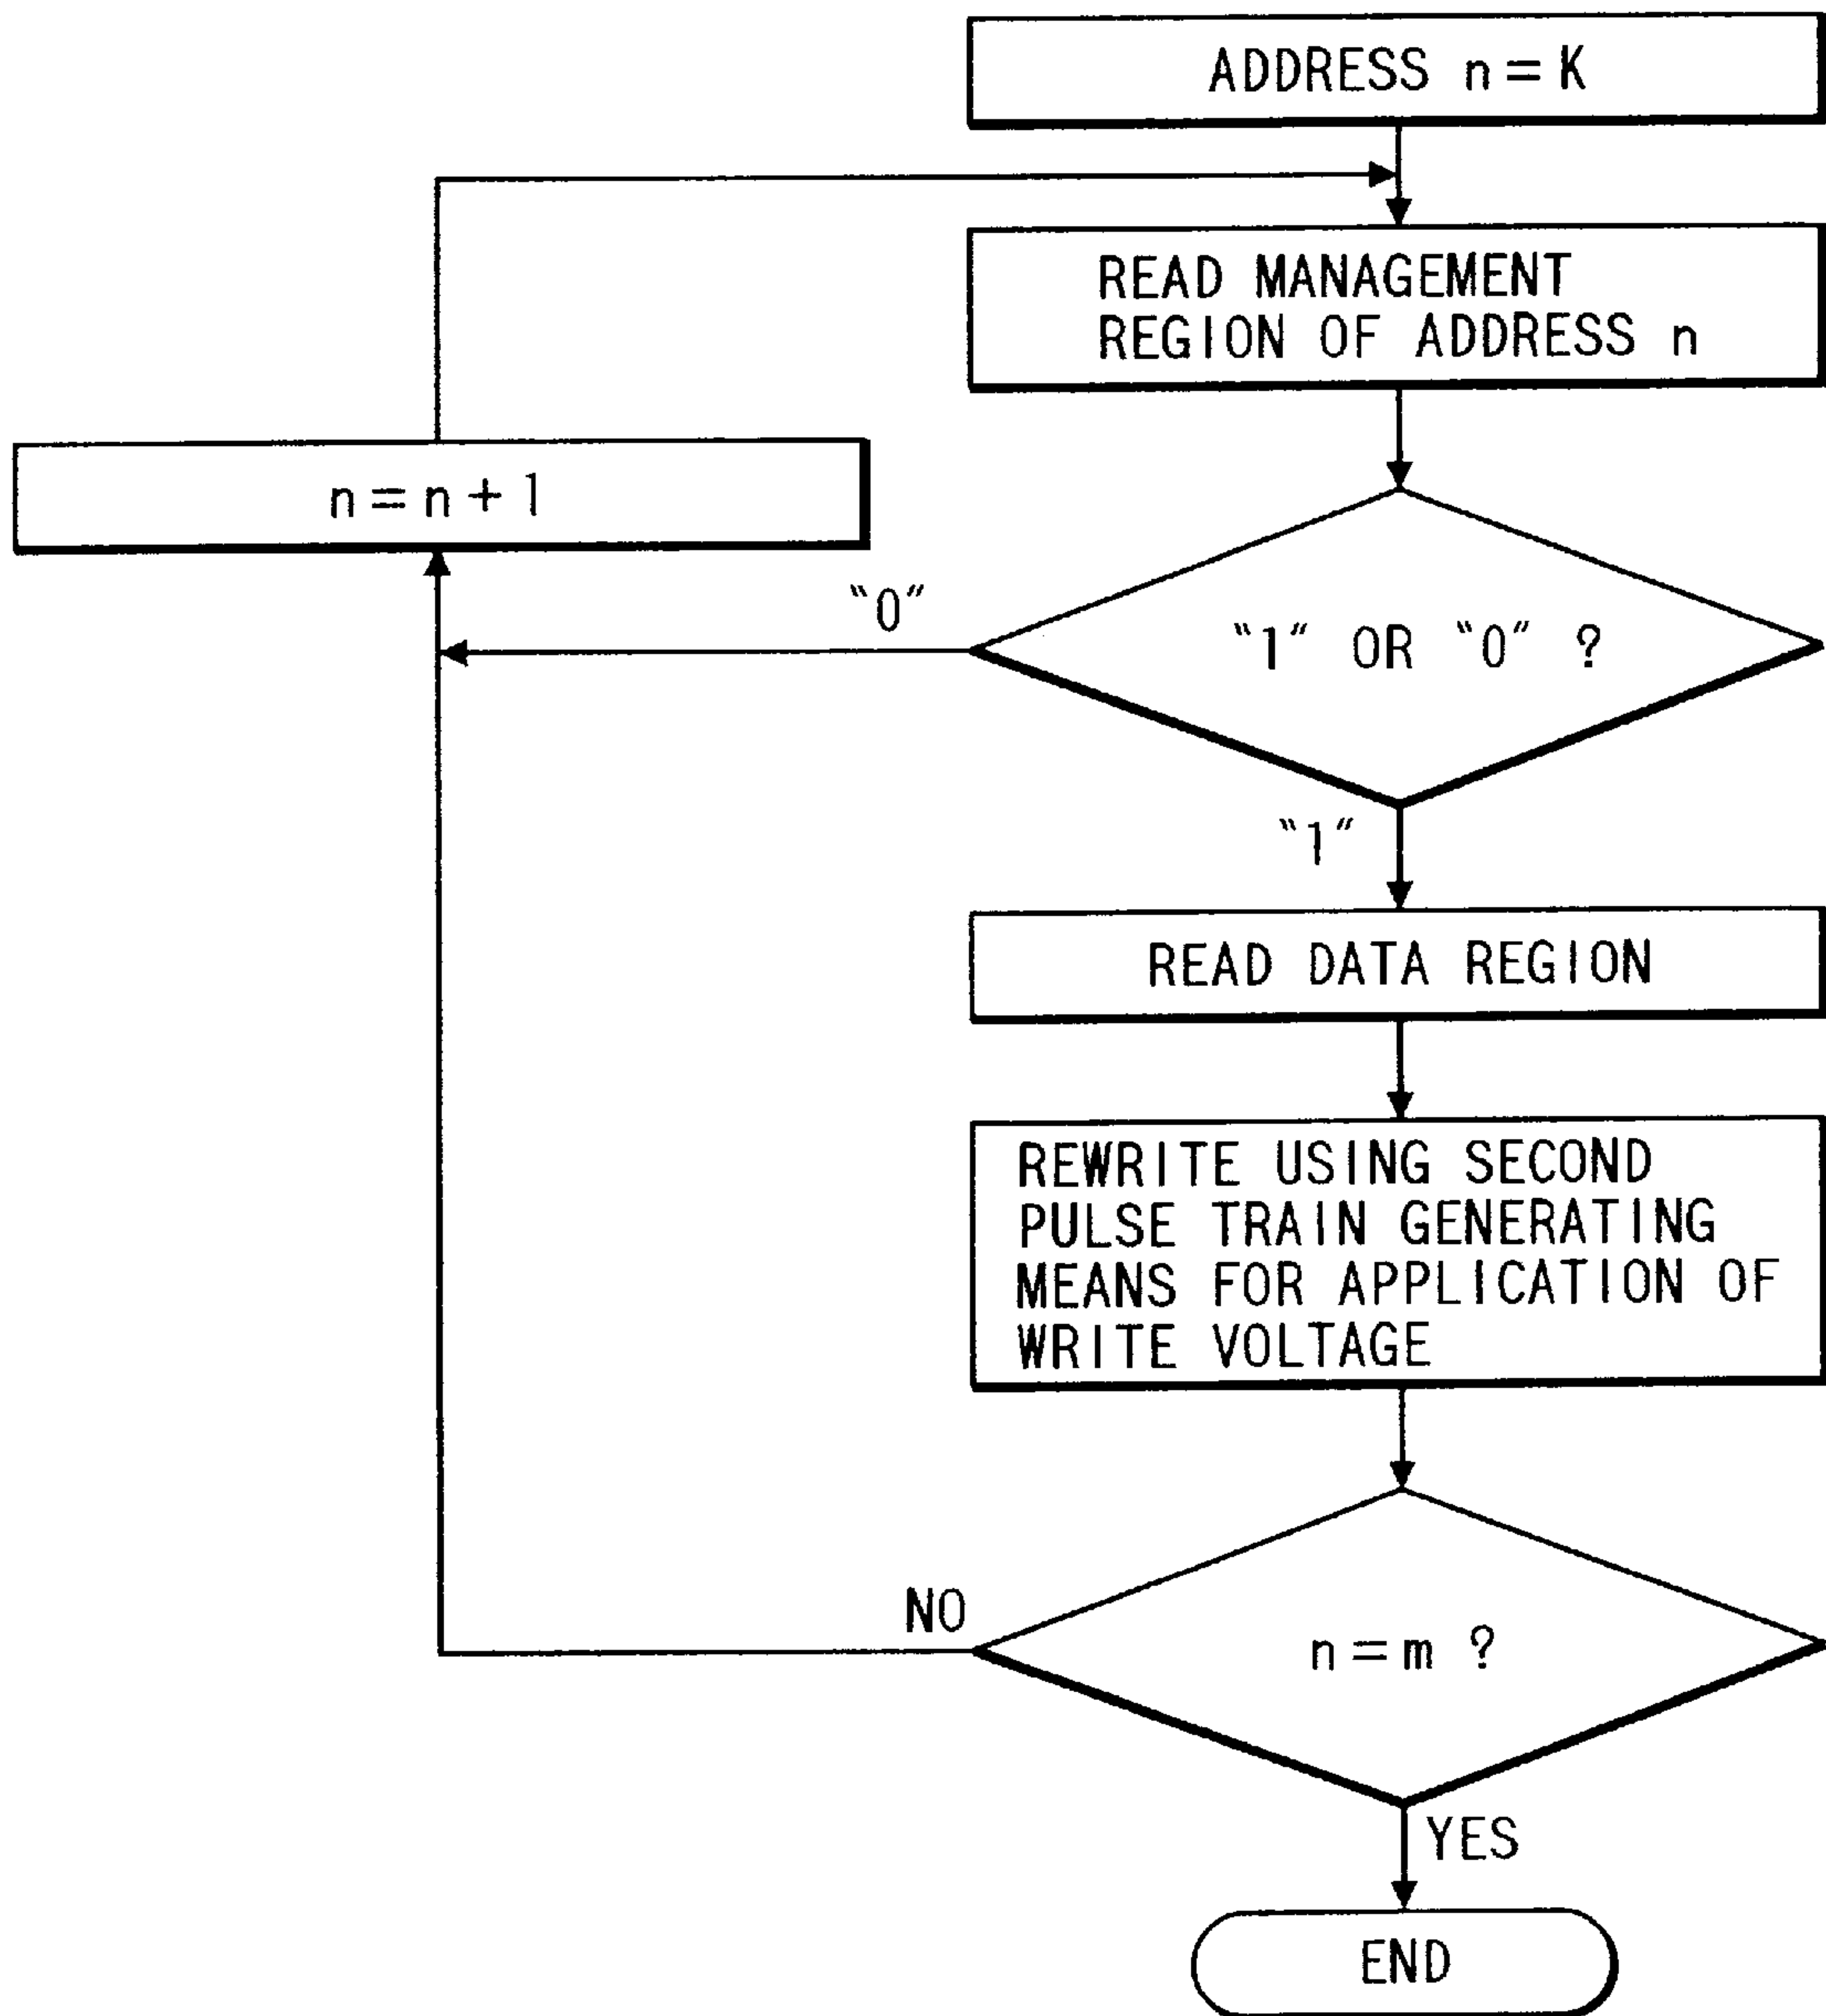 ADDRESS n=K
READ MANAGEMENT
REGION OF ADDRESS n
n=n+1
"0"
"1" OR "0" ?
"1"
READ DATA REGION
REWRITE USING SECOND
PULSE TRAIN GENERATING
MEANS FOR APPLICATION OF
WRITE VOLTAGE
NO
n=m ?
YES
END